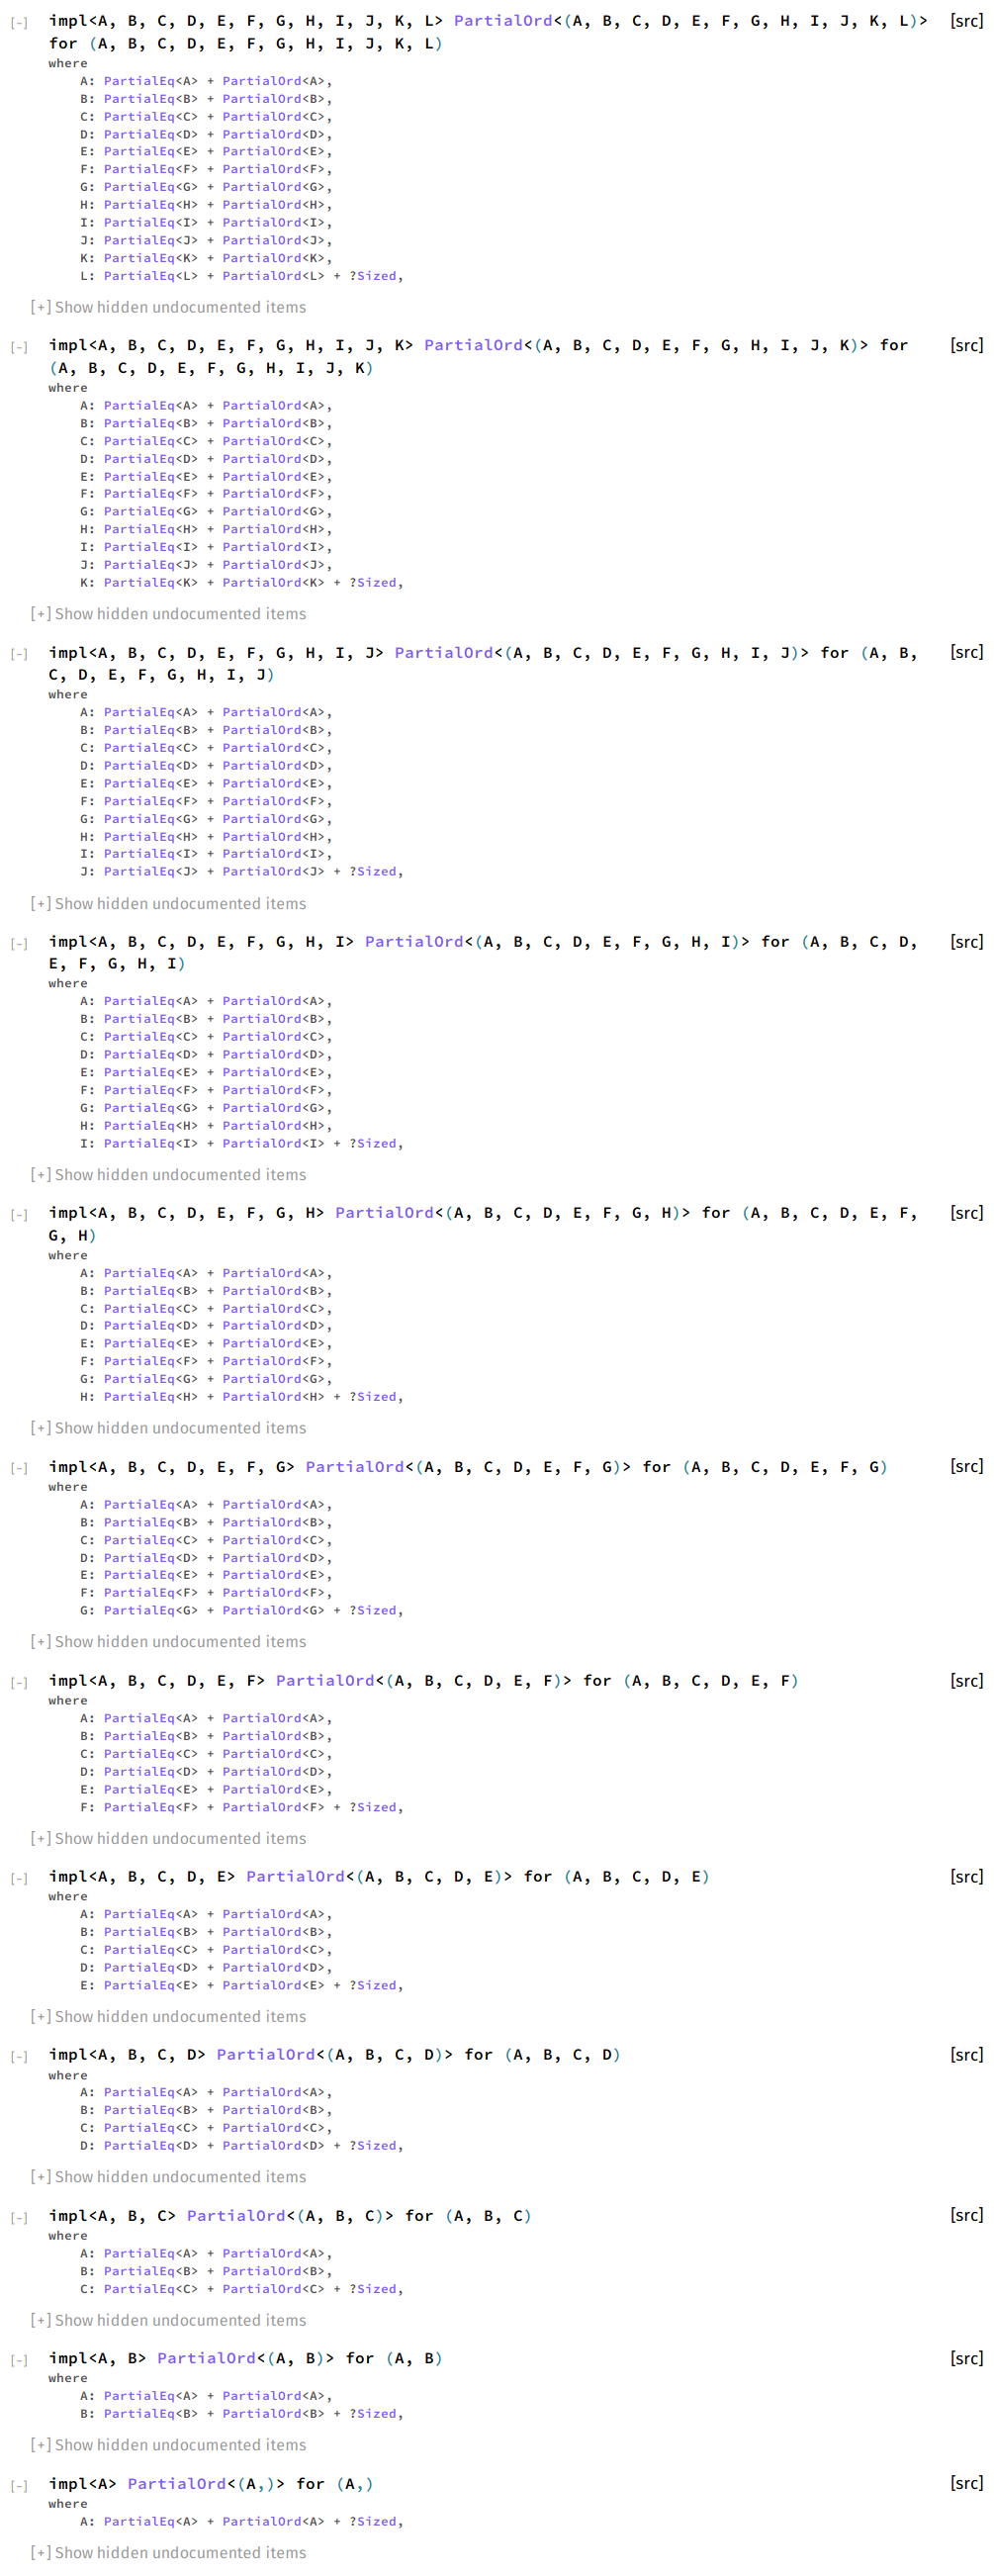 [-] impl<A, B, C, D, E, F, G, H, I, J, K, L> PartialOrd<(A, B, C, D, E, F, G, H, I, J, K, L)> [src]
for (A, B, C, D, E, F, G, H, I, J, K, L)
where
A: PartialEq<A> + PartialOrd<A>,
B: PartialEq<B> + PartialOrd<B>,
C: PartialEq<C> + PartialOrd<C>,
D: PartialEq<D> + PartialOrd<D>,
E: PartialEq<E> + PartialOrd<E>,
F: PartialEq<F> + PartialOrd<F>,
G: PartialEq<G> + PartialOrd<G>,
H: PartialEq<H> + PartialOrd<H>,
I: PartialEq<I> + PartialOrd<I>,
J: PartialEq<J> + PartialOrd<J>,
K: PartialEq<K> + PartialOrd<K>,
L: PartialEq<L> + PartialOrd<L> + ?Sized,
[+] Show hidden undocumented items
[-] impl<A, B, C, D, E, F, G, H, I, J, K> PartialOrd<(A, B, C, D, E, F, G, H, I, J, K)> for [src]
(A, B, C, D, E, F, G, H, I, J, K)
where
A: PartialEq<A> + PartialOrd<A>,
B: PartialEq<B> + PartialOrd<B>,
C: PartialEq<C> + PartialOrd<C>,
D: PartialEq<D> + PartialOrd<D>,
E: PartialEq<E> + PartialOrd<E>,
F: PartialEq<F> + PartialOrd<F>,
G: PartialEq<G> + PartialOrd<G>,
H: PartialEq<H> + PartialOrd<H>,
I: PartialEq<I> + PartialOrd<I>,
J: PartialEq<J> + PartialOrd<J>,
K: PartialEq<K> + PartialOrd<K> + ?Sized,
[+] Show hidden undocumented items
[-] impl<A, B, C, D, E, F, G, H, I, J> PartialOrd<(A, B, C, D, E, F, G, H, I, J)> for (A, B, [src]
C, D, E, F, G, H, I, J)
where
A: PartialEq<A> + PartialOrd<A>,
B: PartialEq<B> + PartialOrd<B>,
C: PartialEq<C> + PartialOrd<C>,
D: PartialEq<D> + PartialOrd<D>,
E: PartialEq<E> + PartialOrd<E>,
F: PartialEq<F> + PartialOrd<F>,
G: PartialEq<G> + PartialOrd<G>,
H: PartialEq<H> + PartialOrd<H>,
I: PartialEq<I> + PartialOrd<I>,
J: PartialEq<J> + PartialOrd<J> + ?Sized,
[+] Show hidden undocumented items
[-] impl<A, B, C, D, E, F, G, H, I> PartialOrd<(A, B, C, D, E, F, G, H, I)> for (A, B, C, D, [src]
E, F, G, H, I)
where
A: PartialEq<A> + PartialOrd<A>,
B: PartialEq<B> + PartialOrd<B>,
C: PartialEq<C> + PartialOrd<C>,
D: PartialEq<D> + PartialOrd<D>,
E: PartialEq<E> + PartialOrd<E>,
F: PartialEq<F> + PartialOrd<F>,
G: PartialEq<G> + PartialOrd<G>,
H: PartialEq<H> + PartialOrd<H>,
I: PartialEq<I> + PartialOrd<I> + ?Sized,
[+] Show hidden undocumented items
[-] impl<A, B, C, D, E, F, G, H> PartialOrd<(A, B, C, D, E, F, G, H)> for (A, B, C, D, E, F, [src]
G, H)
where
A: PartialEq<A> + PartialOrd<A>,
B: PartialEq<B> + PartialOrd<B>,
C: PartialEq<C> + PartialOrd<C>,
D: PartialEq<D> + PartialOrd<D>,
E: PartialEq<E> + PartialOrd<E>,
F: PartialEq<F> + PartialOrd<F>,
G: PartialEq<G> + PartialOrd<G>,
H: PartialEq<H> + PartialOrd<H> + ?Sized,
[+] Show hidden undocumented items
[-] impl<A, B, C, D, E, F, G> PartialOrd<(A, B, C, D, E, F, G)> for (A, B, C, D, E, F, G) [src]
where
A: PartialEq<A> + PartialOrd<A>,
B: PartialEq<B> + PartialOrd<B>,
C: PartialEq<C> + PartialOrd<C>,
D: PartialEq<D> + PartialOrd<D>,
E: PartialEq<E> + PartialOrd<E>,
F: PartialEq<F> + PartialOrd<F>,
G: PartialEq<G> + PartialOrd<G> + ?Sized,
[+] Show hidden undocumented items
[-] impl<A, B, C, D, E, F> PartialOrd<(A, B, C, D, E, F)> for (A, B, C, D, E, F) [src]
where
A: PartialEq<A> + PartialOrd<A>,
B: PartialEq<B> + PartialOrd<B>,
C: PartialEq<C> + PartialOrd<C>,
D: PartialEq<D> + PartialOrd<D>,
E: PartialEq<E> + PartialOrd<E>,
F: PartialEq<F> + PartialOrd<F> + ?Sized,
[+] Show hidden undocumented items
[-] impl<A, B, C, D, E> PartialOrd<(A, B, C, D, E)> for (A, B, C, D, E) [src]
where
A: PartialEq<A> + PartialOrd<A>,
B: PartialEq<B> + PartialOrd<B>,
C: PartialEq<C> + PartialOrd<C>,
D: PartialEq<D> + PartialOrd<D>,
E: PartialEq<E> + PartialOrd<E> + ?Sized,
[+] Show hidden undocumented items
[-] impl<A, B, C, D> PartialOrd<(A, B, C, D)> for (A, B, C, D) [src]
where
A: PartialEq<A> + PartialOrd<A>,
B: PartialEq<B> + PartialOrd<B>,
C: PartialEq<C> + PartialOrd<C>,
D: PartialEq<D> + PartialOrd<D> + ?Sized,
[+] Show hidden undocumented items
[-] impl<A, B, C> PartialOrd<(A, B, C)> for (A, B, C) [src]
where
A: PartialEq<A> + PartialOrd<A>,
B: PartialEq<B> + PartialOrd<B>,
C: PartialEq<C> + PartialOrd<C> + ?Sized,
[+] Show hidden undocumented items
[-] impl<A, B> PartialOrd<(A, B)> for (A, B) [src]
where
A: PartialEq<A> + PartialOrd<A>,
B: PartialEq<B> + PartialOrd<B> + ?Sized,
[+] Show hidden undocumented items
[-] impl<A> PartialOrd<(A,)> for (A,) [src]
where
A: PartialEq<A> + PartialOrd<A> + ?Sized,
[+] Show hidden undocumented items